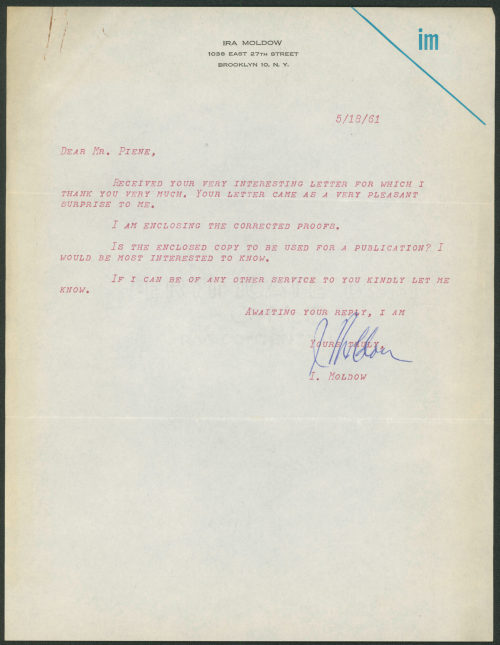 IRA MOLDOW
1038 EAST 27TH STREET
BROOKLYN 10, N. Y.
im
5/18/61
DEAR MR. PIENE,
RECEIVED YOUR VERY INTERESTING LETTER FOR WHICH I
THANK YOU VERY MUCH. YOUR LETTER CAME AS A VERY PLEASANT
SURPRISE TO ME.
I AM ENCLOSING THE CORRECTED PROOFS.
IS THE ENCLOSED COPY TO BE USED FOR A PUBLICATION? I
WOULD BE MOST INTERESTED TO KNOW.
IF I CAN BE OF ANY OTHER SERVICE TO YOU KINDLY LET ME
KNOW.
AWAITING YOUR REPLY, I AM
YOURS TRULY,
I Moldow
I. MOLDOW